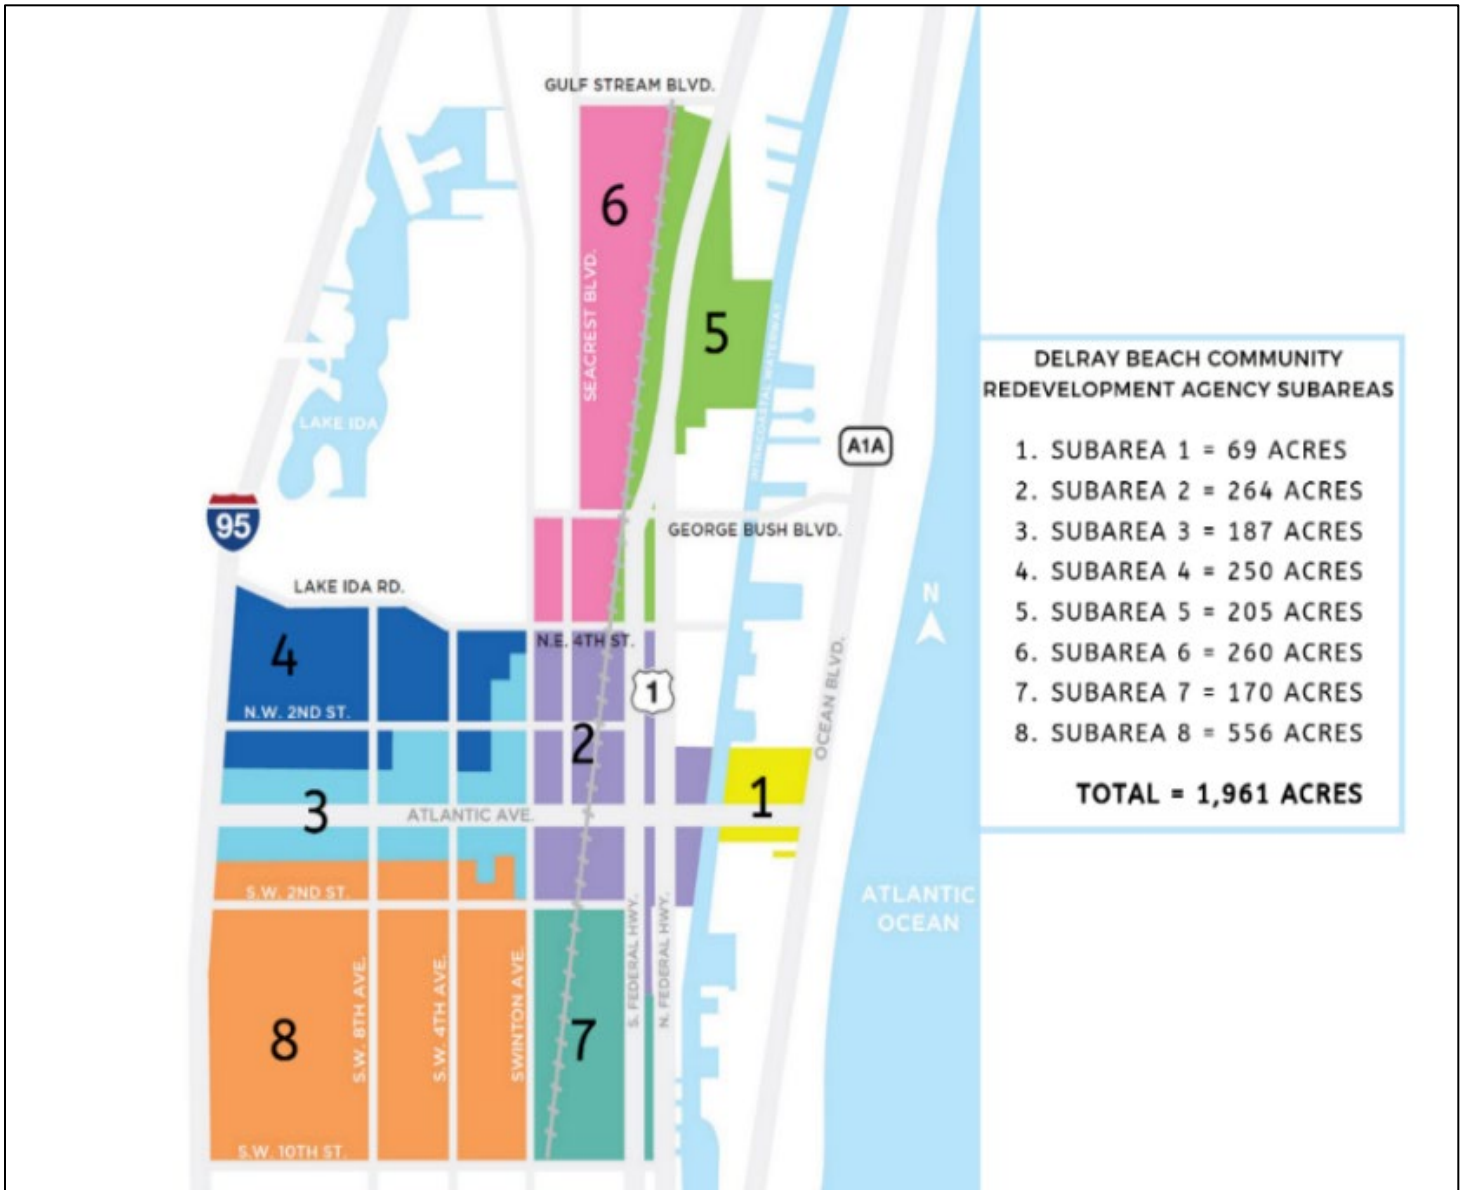 GULF STREAM BLVD.
6
SEACREST BLVD.
5
INTRACOASTAL WATERWAY
DELRAY BEACH COMMUNITY
REDEVELOPMENT AGENCY SUBAREAS
1. SUBAREA 1 = 69 ACRES
2. SUBAREA 2 = 264 ACRES
3. SUBAREA 3 = 187 ACRES
4. SUBAREA 4 = 250 ACRES
5. SUBAREA 5 = 205 ACRES
6. SUBAREA 6 = 260 ACRES
7. SUBAREA 7 = 170 ACRES
8. SUBAREA 8 = 556 ACRES
TOTAL = 1,961 ACRES
LAKE IDA
A1A
95
GEORGE BUSH BLVD.
LAKE IDA RD.
N
N.E. 4TH ST.
4
1
OCEAN BLVD.
N.W. 2ND ST.
2
1
3
ATLANTIC AVE.
S.W. 2ND ST.
ATLANTIC
OCEAN
S.W. 8TH AVE.
S.W. 4TH AVE.
SWINTON AVE.
S. FEDERAL HWY.
N. FEDERAL HWY.
8
7
S.W. 10TH ST.